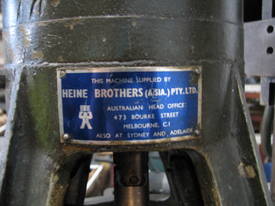 THIS MACHINE SUPPLIED BY
HEINE BROTHERS (A/SIA.) PTY. LTD.
AUSTRALIAN HEAD OFFICE
473 BOURKE STREET
MELBOURNE, C.1
ALSO AT SYDNEY AND ADELAIDE